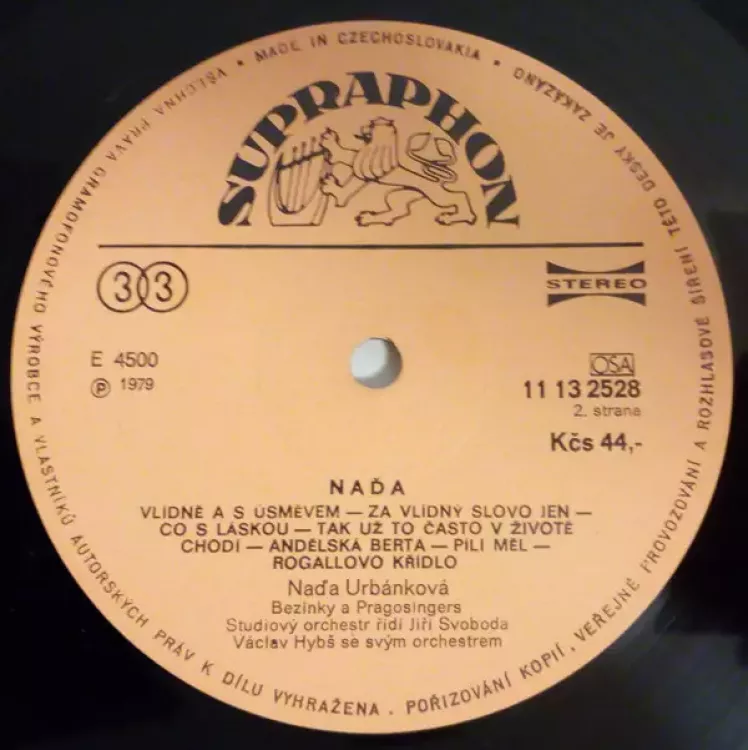 MADE IN CZECHOSLOVAKIA •
VŠECHNA PRÁVA GRAMOFONOVÉHO VÝROBCE A VLASTNÍKŮ AUTORSKÝCH PRÁV K DÍLU VYHRAŽENA . POŘIZOVÁNÍ KOPIÍ, VEŘEJNÉ PROVOZOVÁNÍ A ROZHLASOVÉ ŠÍŘENÍ TÉTO DESKY JE ZAKÁZÁNO •
SUPRAPHON
33
STEREO
E 4500
℗ 1979
OSA
11 13 2528
2. strana
Kčs 44,-
NAĎA
VLÍDNĚ A S ÚSMĚVEM — ZA VLÍDNÝ SLOVO JEN —
CO S LÁSKOU — TAK UŽ TO ČASTO V ŽIVOTĚ
CHODÍ — ANDĚLSKÁ BERTA — PILI MĚL —
ROGALLOVO KŘÍDLO
Naďa Urbánková
Bezinky a Pragosingers
Studiový orchestr řídí Jiří Svoboda
Václav Hybš se svým orchestrem